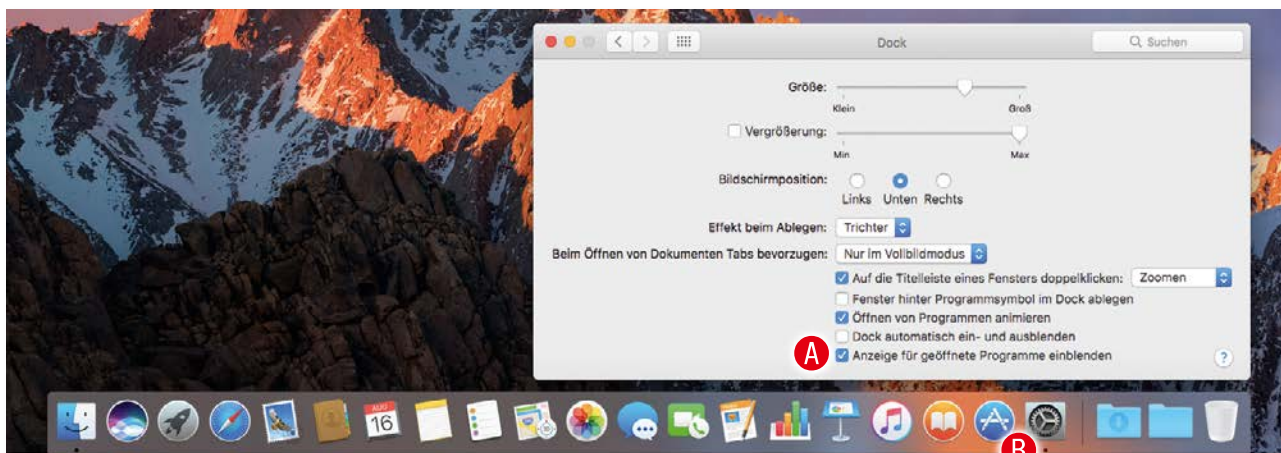 Dock
Suchen
Größe:
Klein
Groß
Vergrößerung:
Min
Max
Bildschirmposition:
Links Unten Rechts
Effekt beim Ablegen: Trichter
Beim Öffnen von Dokumenten Tabs bevorzugen: Nur im Vollbildmodus
Auf die Titelleiste eines Fensters doppelklicken: Zoomen
Fenster hinter Programmsymbol im Dock ablegen
Öffnen von Programmen animieren
Dock automatisch ein- und ausblenden
A Anzeige für geöffnete Programme einblenden ?
AUG
16
B